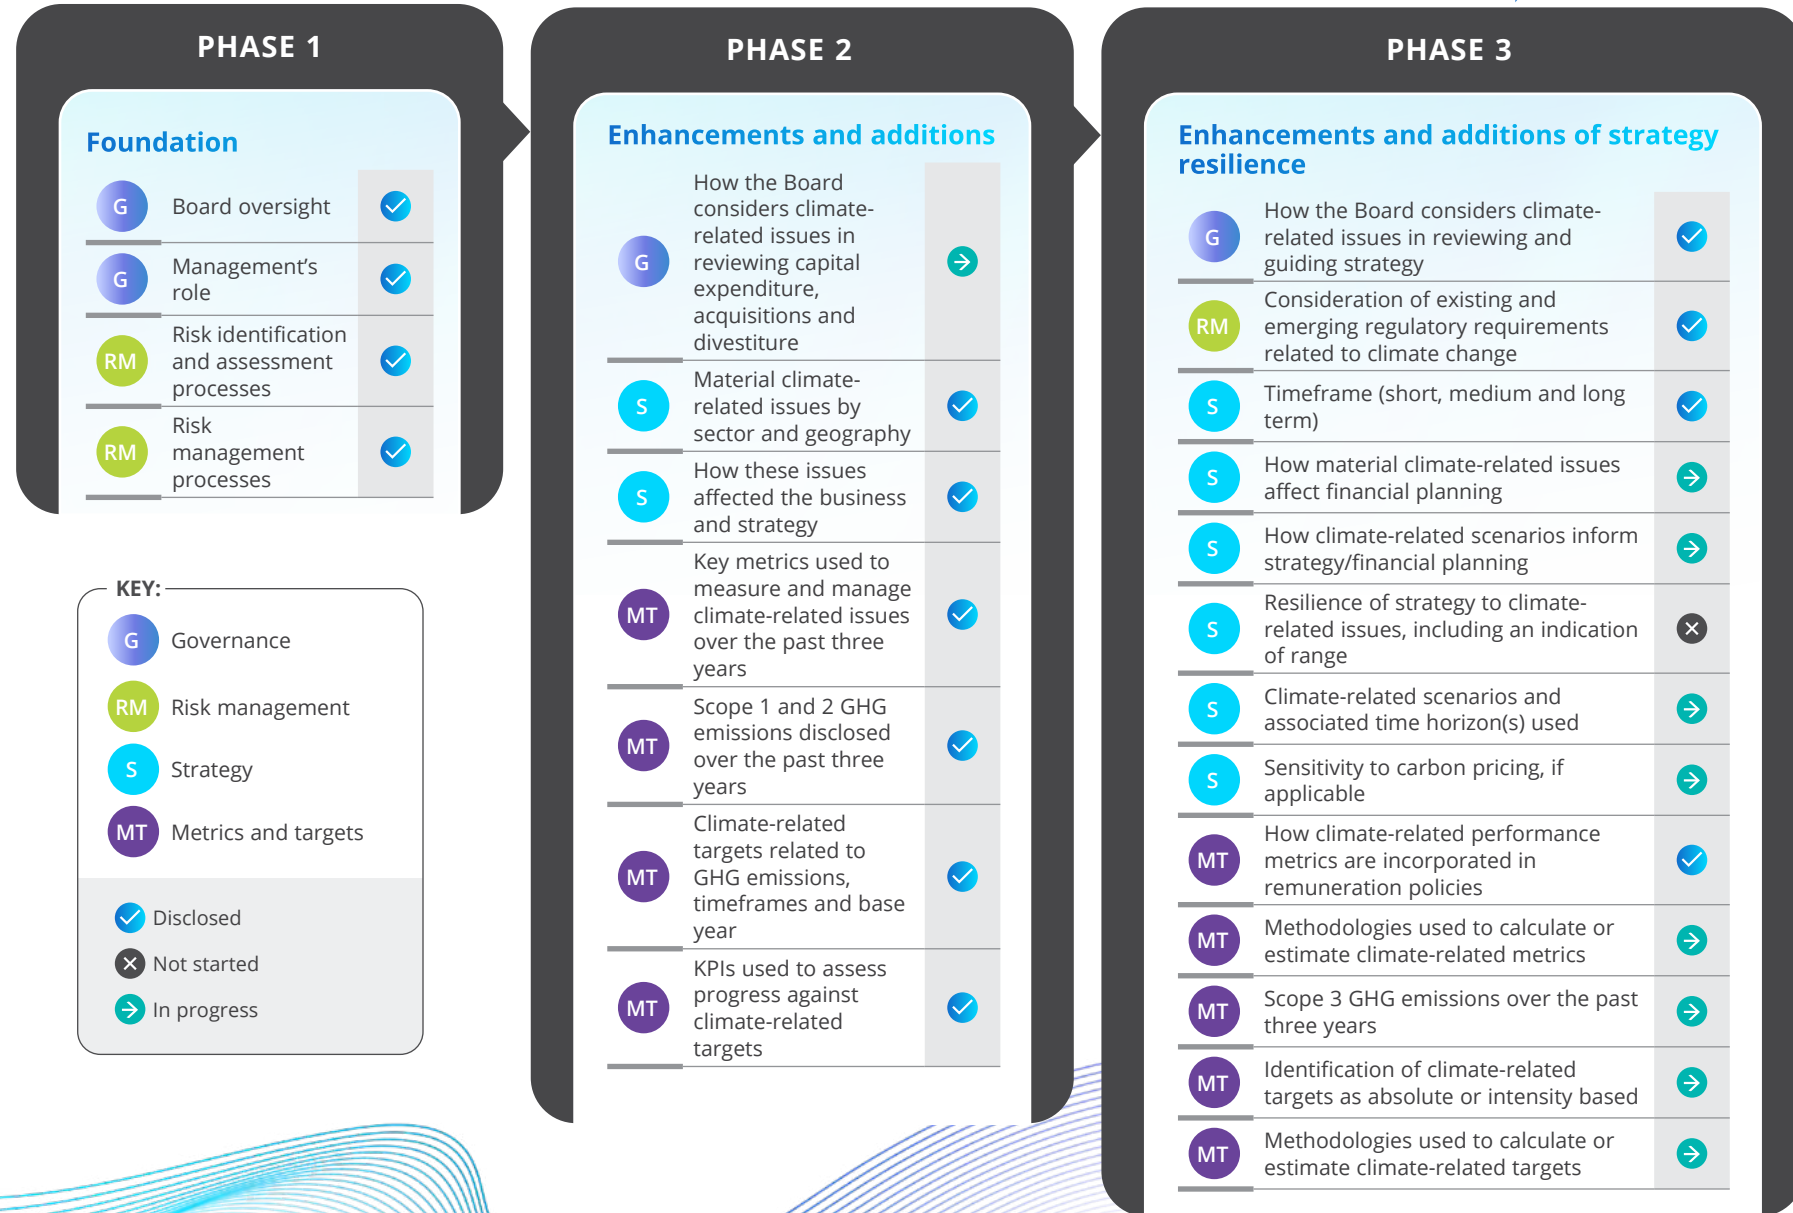 PHASE 1
Foundation
G Board oversight
G Management's
role
RM Risk identification
and assessment
processes
RM Risk
management
processes
KEY:
G Governance
RM Risk management
S Strategy
MT Metrics and targets
Disclosed
Not started
In progress
PHASE 2
Enhancements and additions
G How the Board
considers climate-
related issues in
reviewing capital
expenditure,
acquisitions and
divestiture
S Material climate-
related issues by
sector and geography
S How these issues
affected the business
and strategy
MT Key metrics used to
measure and manage
climate-related issues
over the past three
years
MT Scope 1 and 2 GHG
emissions disclosed
over the past three
years
MT Climate-related
targets related to
GHG emissions,
timeframes and base
year
MT KPIs used to assess
progress against
climate-related
targets
PHASE 3
Enhancements and additions of strategy
resilience
G How the Board considers climate-
related issues in reviewing and
guiding strategy
RM Consideration of existing and
emerging regulatory requirements
related to climate change
S Timeframe (short, medium and long
term)
S How material climate-related issues
affect financial planning
S How climate-related scenarios inform
strategy/financial planning
S Resilience of strategy to climate-
related issues, including an indication
of range
S Climate-related scenarios and
associated time horizon(s) used
S Sensitivity to carbon pricing, if
applicable
MT How climate-related performance
metrics are incorporated in
remuneration policies
MT Methodologies used to calculate or
estimate climate-related metrics
MT Scope 3 GHG emissions over the past
three years
MT Identification of climate-related
targets as absolute or intensity based
MT Methodologies used to calculate or
estimate climate-related targets